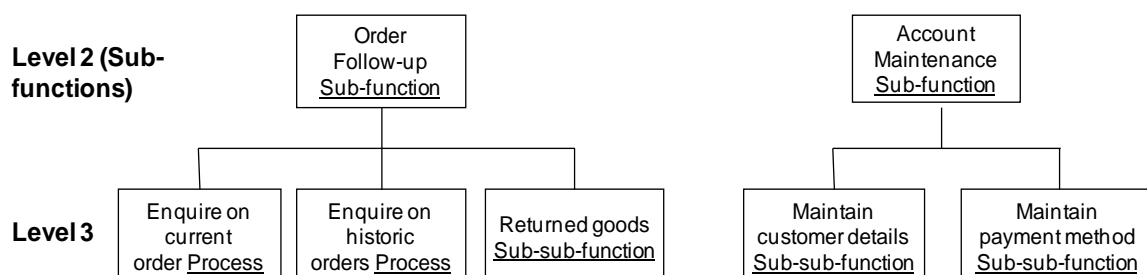 Level 2 (Sub-
functions)
Order
Follow-up
Sub-function
Account
Maintenance
Sub-function
Level 3
Enquire on
current
order Process
Enquire on
historic
orders Process
Returned goods
Sub-sub-function
Maintain
customer details
Sub-sub-function
Maintain
payment method
Sub-sub-function